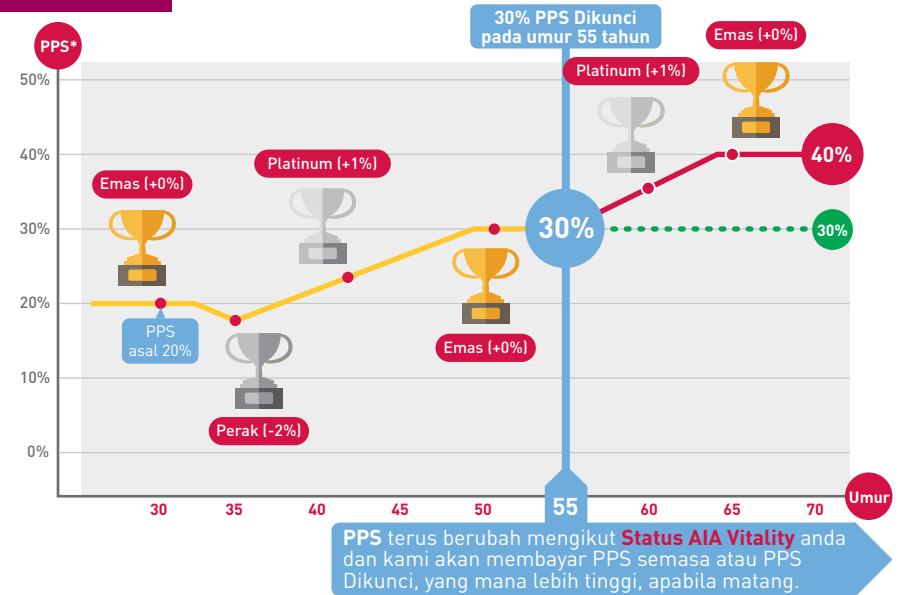 PPS*
50%
40%
30%
20%
10%
0%
30% PPS Dikunci
pada umur 55 tahun
Emas (+0%)
Platinum (+1%)
Platinum (+1%)
Emas (+0%)
40%
30%
30%
PPS
asal 20%
Emas (+0%)
Perak (-2%)
30
35
40
45
50
55
60
65
70
Umur
PPS terus berubah mengikut Status AIA Vitality anda
dan kami akan membayar PPS semasa atau PPS
Dikunci, yang mana lebih tinggi, apabila matang.